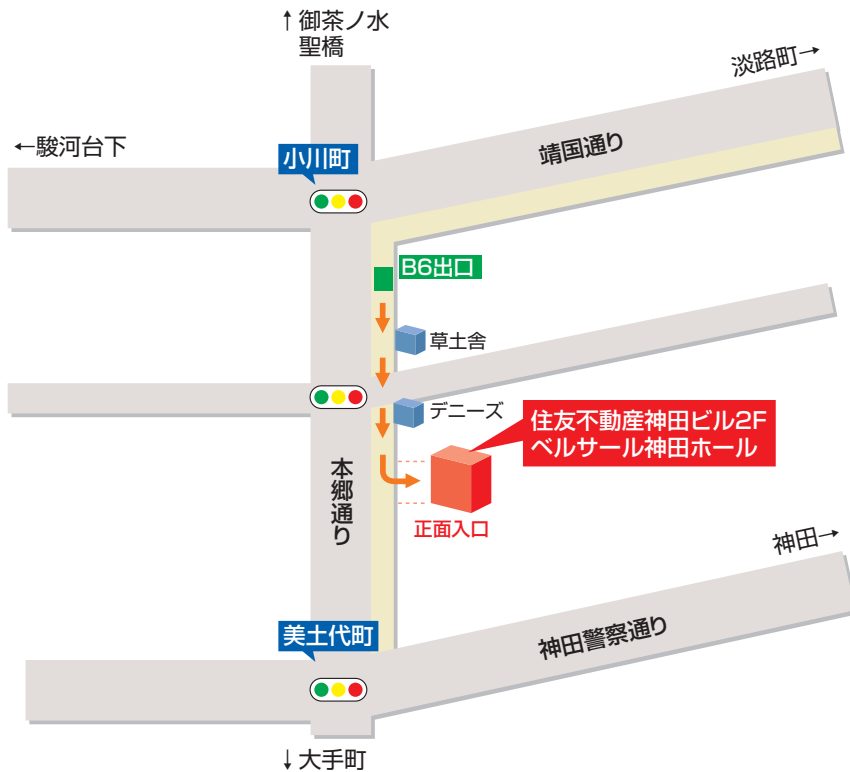 ↑御茶ノ水
聖橋
淡路町→
←駿河台下
靖国通り
小川町
B6出口
草土舎
デニーズ
住友不動産神田ビル2F
ベルサール神田ホール
本郷通り
正面入口
神田→
美土代町
神田警察通り
↓大手町